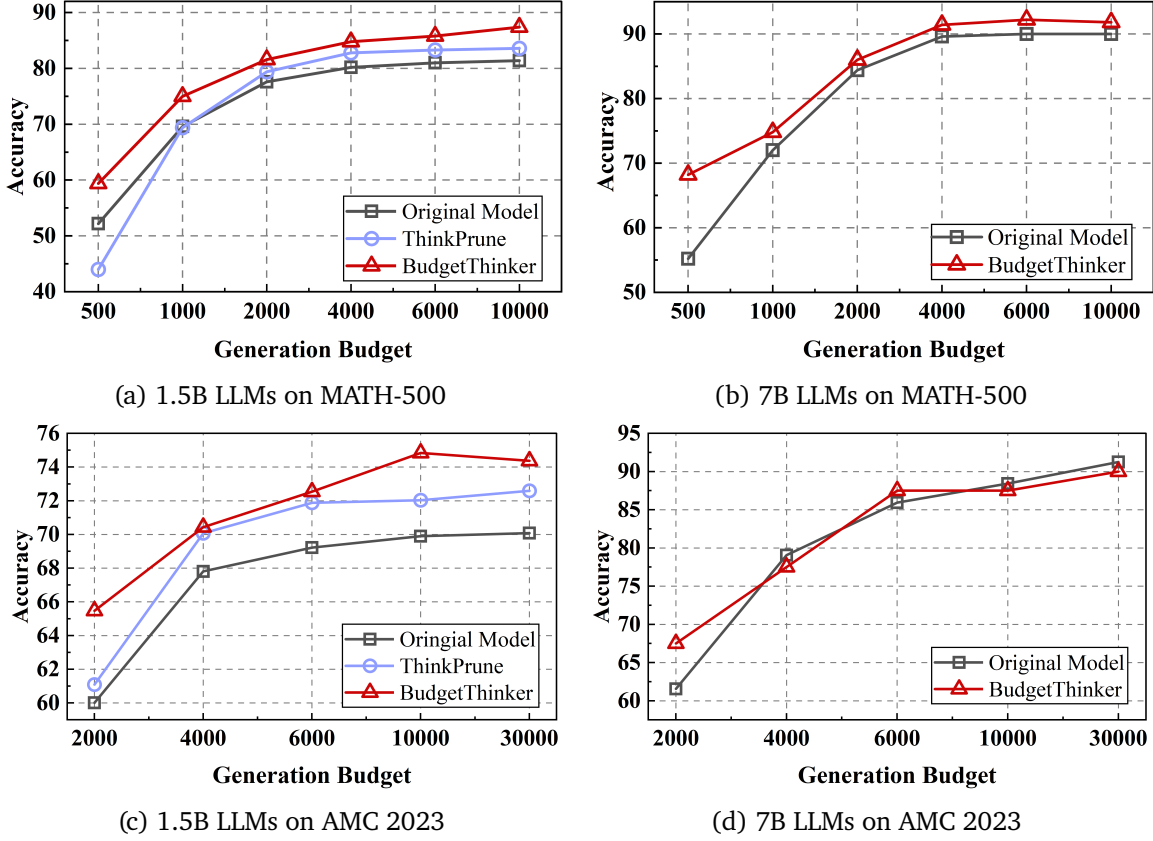 90
80
70
60
50
40
Accuracy
Original Model
ThinkPrune
BudgetThinker
500 1000 2000 4000 6000 10000
Generation Budget
(a) 1.5B LLMs on MATH-500
90
80
70
60
50
Accuracy
Original Model
BudgetThinker
500 1000 2000 4000 6000 10000
Generation Budget
(b) 7B LLMs on MATH-500
76
74
72
70
68
66
64
62
60
Accuracy
Oringial Model
ThinkPrune
BudgetThinker
2000 4000 6000 10000 30000
Generation Budget
(c) 1.5B LLMs on AMC 2023
95
90
85
80
75
70
65
60
Accuracy
Original Model
BudgetThinker
2000 4000 6000 10000 30000
Generation Budget
(d) 7B LLMs on AMC 2023